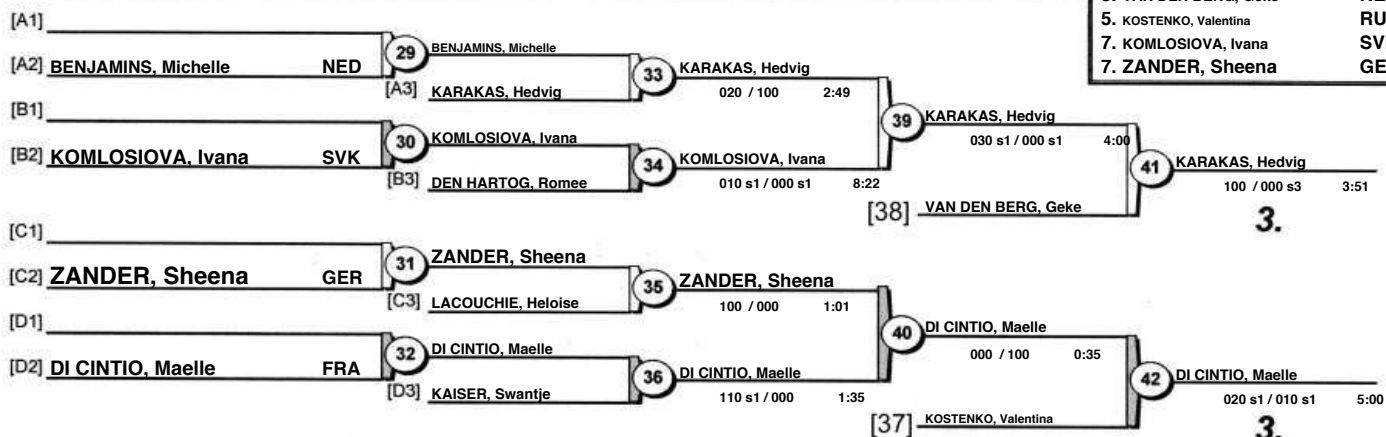 5. KOSTENKO, Valentina RU
7. KOMLOSIOVA, Ivana SV
7. ZANDER, Sheena GE
[A1]
[A2] BENJAMINS, Michelle NED
29
BENJAMINS, Michelle
[A3] KARAKAS, Hedvig
33
KARAKAS, Hedvig
020 / 100 2:49
[B1]
[B2] KOMLOSIOVA, Ivana SVK
30
KOMLOSIOVA, Ivana
[B3] DEN HARTOG, Romee
34
KOMLOSIOVA, Ivana
010 s1 / 000 s1 8:22
39
KARAKAS, Hedvig
030 s1 / 000 s1 4:00
[38] VAN DEN BERG, Geke
41
KARAKAS, Hedvig
100 / 000 s3 3:51
3.
[C1]
[C2] ZANDER, Sheena GER
31
ZANDER, Sheena
[C3] LACOUCHIE, Heloise
35
ZANDER, Sheena
100 / 000 1:01
[D1]
[D2] DI CINTIO, Maelle FRA
32
DI CINTIO, Maelle
[D3] KAISER, Swantje
36
DI CINTIO, Maelle
110 s1 / 000 1:35
40
DI CINTIO, Maelle
000 / 100 0:35
[37] KOSTENKO, Valentina
42
DI CINTIO, Maelle
020 s1 / 010 s1 5:00
3.